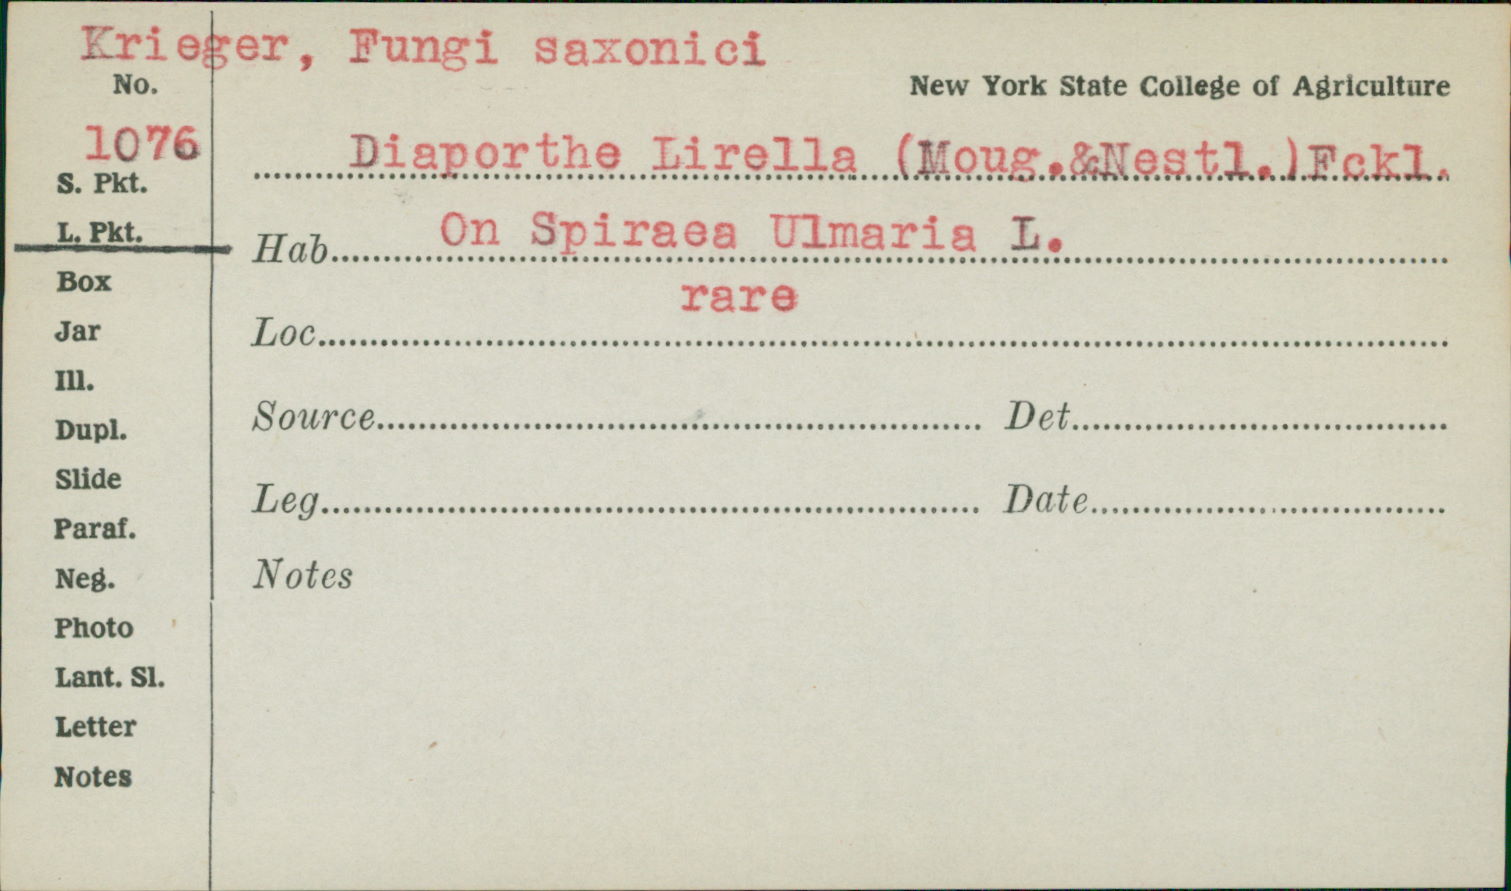 Krieger, Fungi saxonici
No.
New York State College of Agriculture
1076
Diaporthe Lirella (Moug.&Nestl.)Fckl.
S. Pkt.
L. Pkt.
Hab. On Spiraea Ulmaria L.
Box
rare
Jar
Loc.
Ill.
Dupl.
Source
Det.
Slide
Leg.
Date
Paraf.
Neg.
Notes
Photo
Lant. Sl.
Letter
Notes